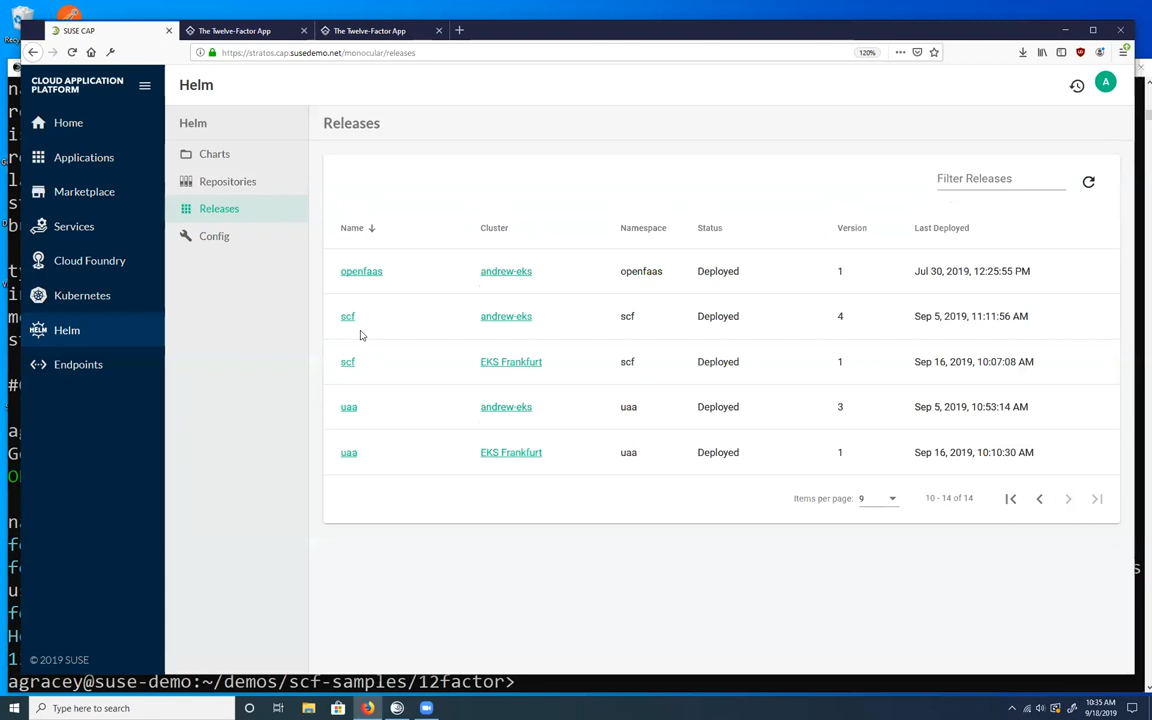 SUSE CAP
The Twelve-Factor App
The Twelve-Factor App
https://stratos.cap.susedemo.net/monocular/releases
120%
CLOUD APPLICATION
PLATFORM
Home
Applications
Marketplace
Services
Cloud Foundry
Kubernetes
Helm
Endpoints
© 2019 SUSE
Helm
A
Helm
Charts
Repositories
Releases
Config
Releases
Filter Releases
Name Cluster Namespace Status Version Last Deployed
openfaas andrew-eks openfaas Deployed 1 Jul 30, 2019, 12:25:55 PM
scf andrew-eks scf Deployed 4 Sep 5, 2019, 11:11:56 AM
scf EKS Frankfurt scf Deployed 1 Sep 16, 2019, 10:07:08 AM
uaa andrew-eks uaa Deployed 3 Sep 5, 2019, 10:53:14 AM
uaa EKS Frankfurt uaa Deployed 1 Sep 16, 2019, 10:10:30 AM
Items per page: 9 10 - 14 of 14
agracey@suse-demo:~/demos/scf-samples/12factor>
Type here to search
10:35 AM
9/18/2019